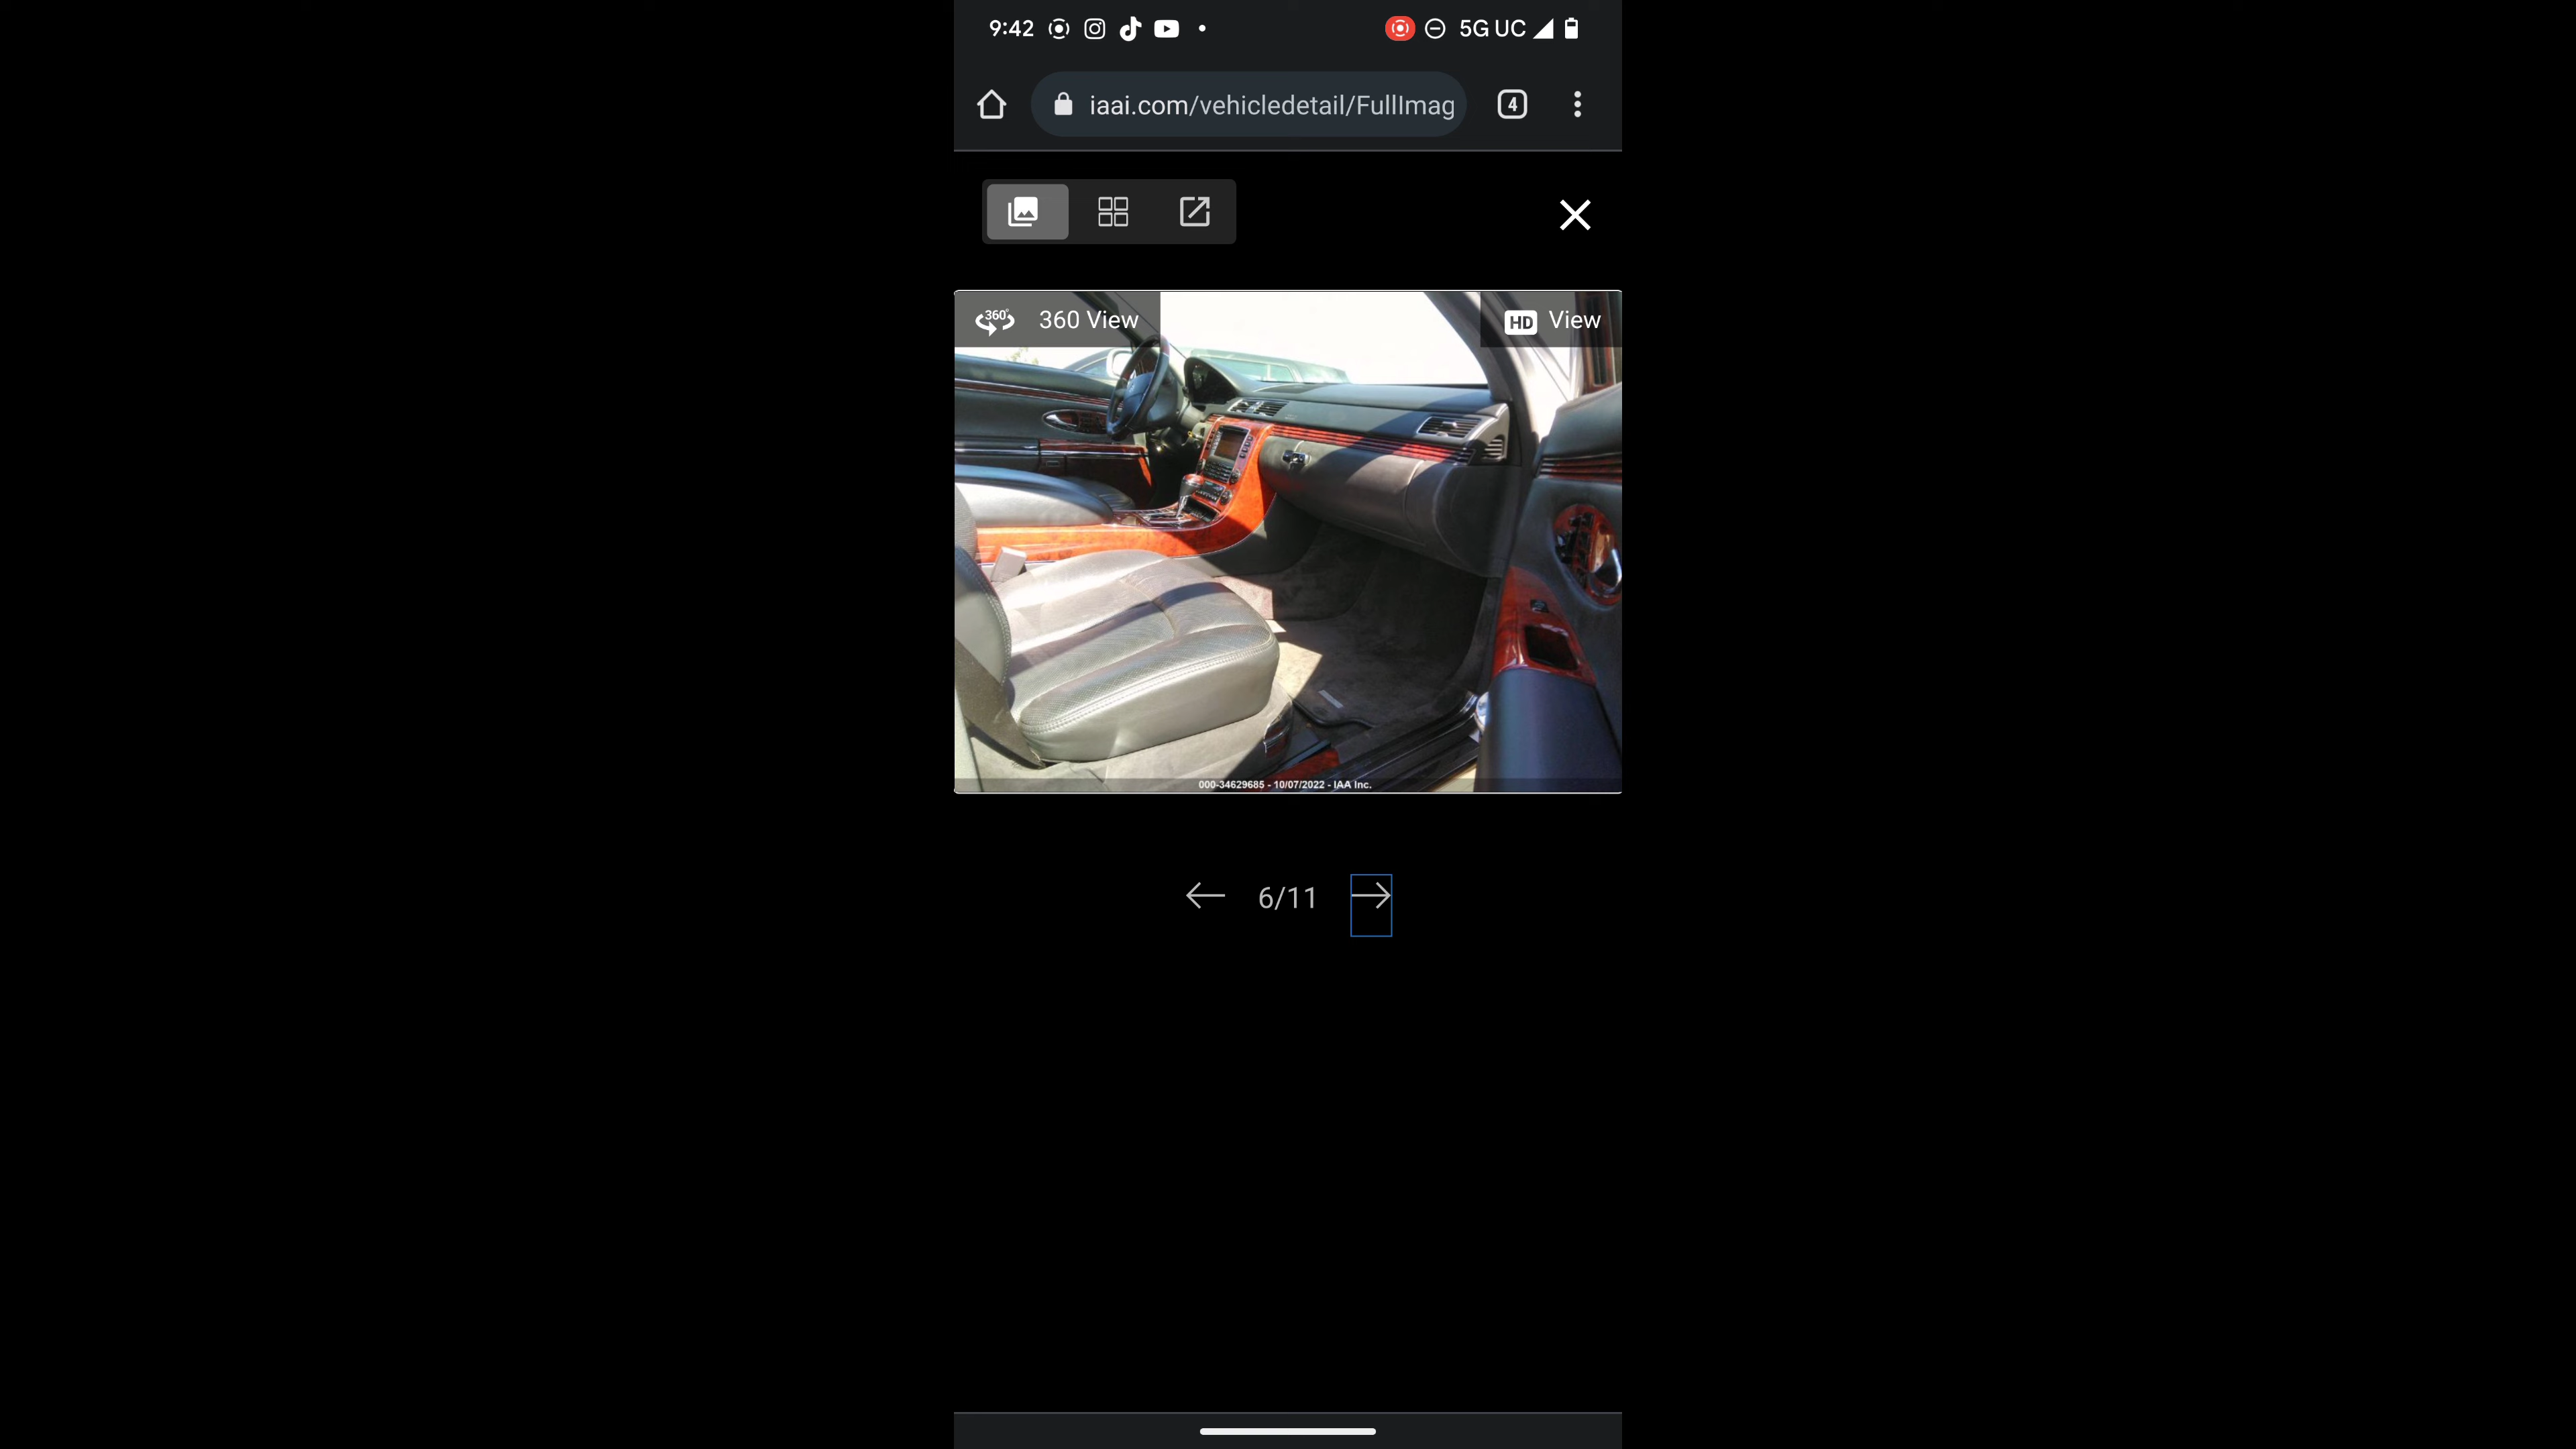 9:42
5G UC
iaai.com/vehicledetail/FullImag
4
360° 360 View
HD View
000-34629685 - 10/07/2022 - IAA Inc.
6/11